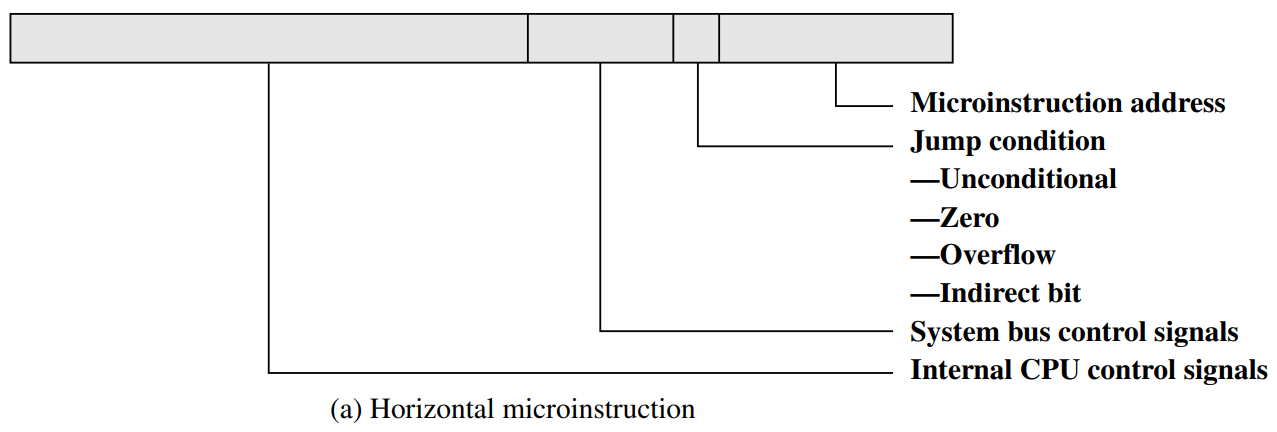 Microinstruction address
Jump condition
—Unconditional
—Zero
—Overflow
—Indirect bit
System bus control signals
Internal CPU control signals
(a) Horizontal microinstruction